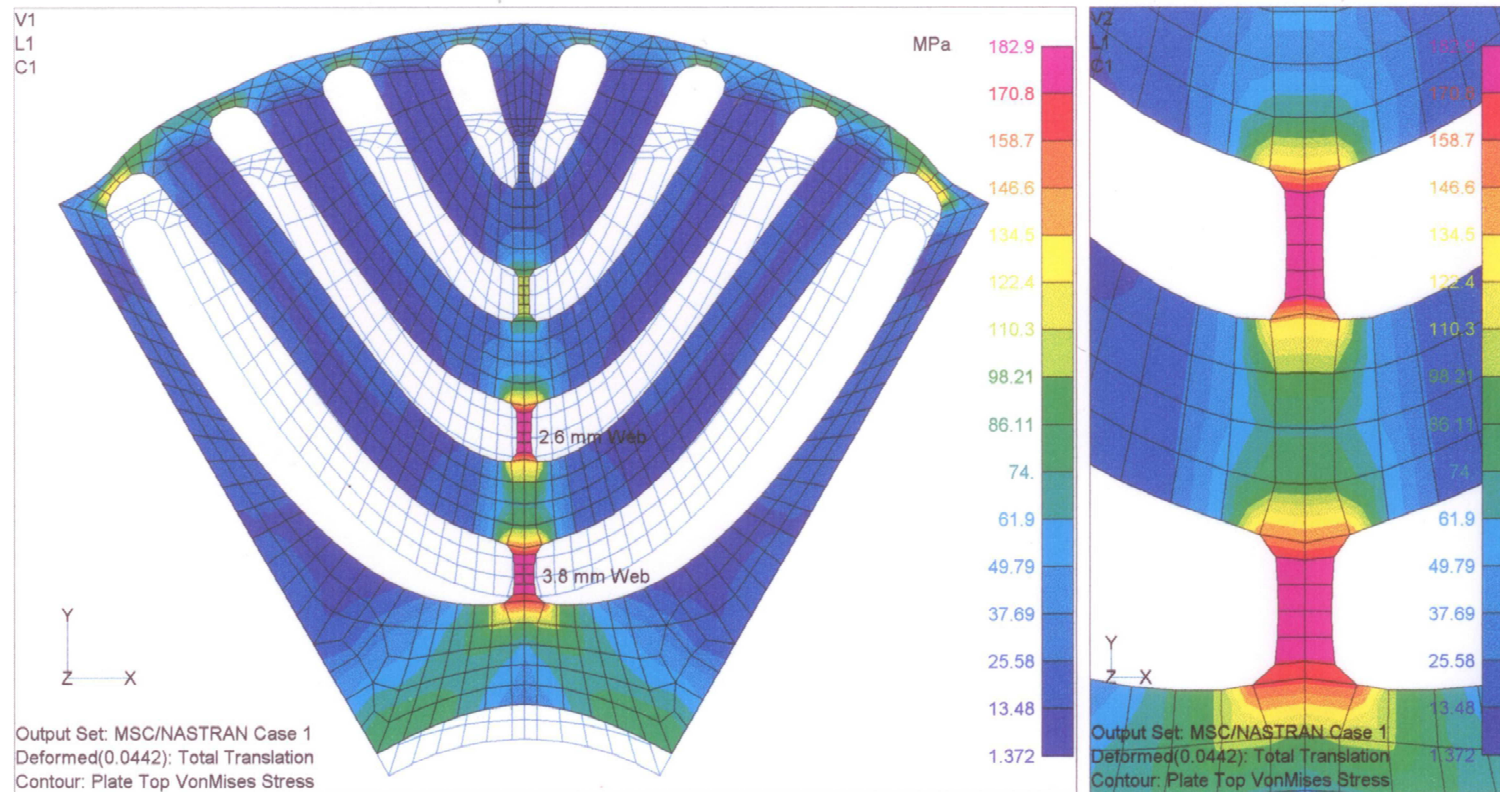 V1
L1
C1
MPa
182.9
170.8
158.7
146.6
134.5
122.4
110.3
98.21
86.11
74.
61.9
49.79
37.69
25.58
13.48
1.372
2.6 mm Web
3.8 mm Web
Y
Z X
Output Set: MSC/NASTRAN Case 1
Deformed(0.0442): Total Translation
Contour: Plate Top VonMises Stress
V2
L1
C1
182.9
170.8
158.7
146.6
134.5
122.4
110.3
98.21
86.11
74.
61.9
49.79
37.69
25.58
13.48
1.372
Y
Z X
Output Set: MSC/NASTRAN Case 1
Deformed(0.0442): Total Translation
Contour: Plate Top VonMises Stress